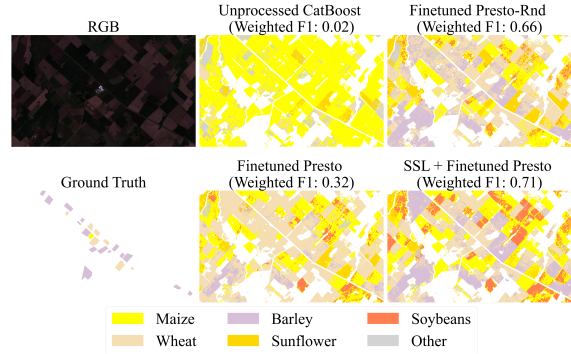 RGB
Unprocessed CatBoost
(Weighted F1: 0.02)
Finetuned Presto-Rnd
(Weighted F1: 0.66)
Ground Truth
Finetuned Presto
(Weighted F1: 0.32)
SSL + Finetuned Presto
(Weighted F1: 0.71)
Maize
Barley
Soybeans
Wheat
Sunflower
Other